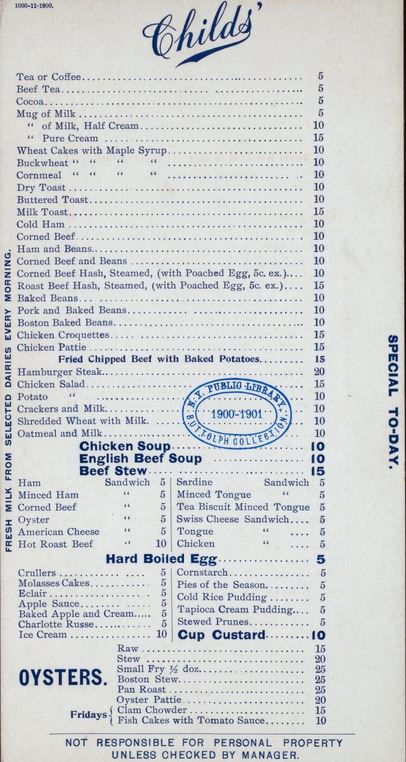 1000-11-1900.
Childs'
Tea or Coffee 5
Beef Tea 5
Cocoa 5
Mug of Milk 5
" of Milk, Half Cream 10
" Pure Cream 15
Wheat Cakes with Maple Syrup 10
Buckwheat " " " " 10
Cornmeal " " " " 10
Dry Toast 10
Buttered Toast 10
Milk Toast 15
Cold Ham 10
Corned Beef 10
Ham and Beans 10
Corned Beef and Beans 10
Corned Beef Hash, Steamed, (with Poached Egg, 5c. ex.) 10
Roast Beef Hash, Steamed, (with Poached Egg, 5c. ex.) 15
Baked Beans 10
Pork and Baked Beans 10
Boston Baked Beans 10
Chicken Croquettes 15
Chicken Pattie 15
Fried Chipped Beef with Baked Potatoes 15
Hamburger Steak 20
Chicken Salad 15
Potato " 10
Crackers and Milk 10
Shredded Wheat with Milk 10
Oatmeal and Milk 10
N.Y. PUBLIC LIBRARY.
1900-1901
BUTTOLPH COLLECTION.
Chicken Soup 10
English Beef Soup 10
Beef Stew 15
Ham Sandwich 5
Minced Ham " 5
Corned Beef " 5
Oyster " 5
American Cheese " 5
Hot Roast Beef " 10
Sardine Sandwich 5
Minced Tongue " 5
Tea Biscuit Minced Tongue 5
Swiss Cheese Sandwich 5
Tongue " 5
Chicken " 5
Hard Boiled Egg 5
Crullers 5
Molasses Cakes 5
Eclair 5
Apple Sauce 5
Baked Apple and Cream 5
Charlotte Russe 5
Ice Cream 10
Cornstarch 5
Pies of the Season 5
Cold Rice Pudding 5
Tapioca Cream Pudding 5
Stewed Prunes 5
Cup Custard 10
OYSTERS.
Raw 15
Stew 20
Small Fry ½ doz. 25
Boston Stew 25
Pan Roast 25
Oyster Pattie 20
Fridays
Clam Chowder 15
Fish Cakes with Tomato Sauce 10
NOT RESPONSIBLE FOR PERSONAL PROPERTY
UNLESS CHECKED BY MANAGER.
FRESH MILK FROM SELECTED DAIRIES EVERY MORNING.
SPECIAL TO-DAY.